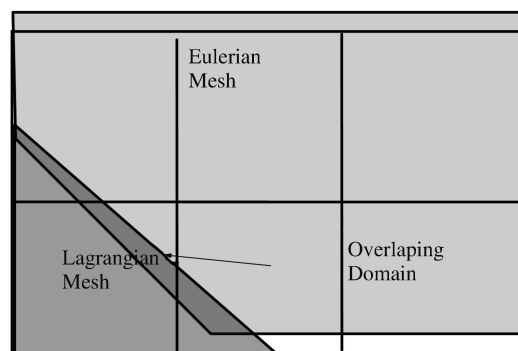 Eulerian
Mesh
Lagrangian
Mesh
Overlaping
Domain